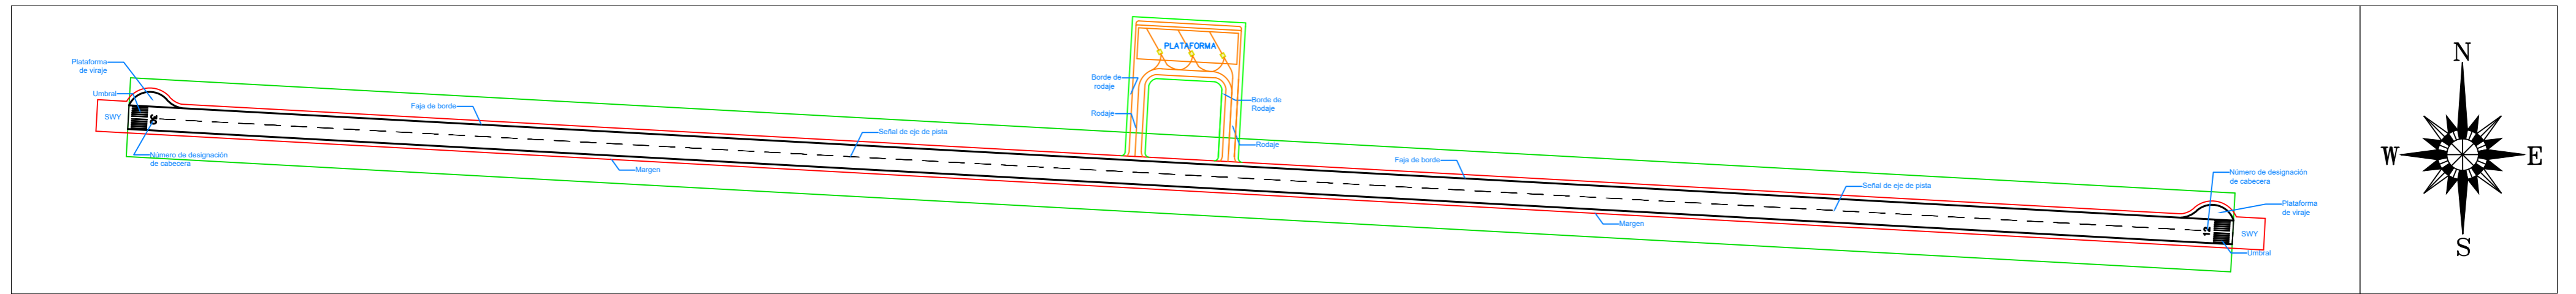 Plataforma
de viraje
Umbral
SWY
30
Número de designación
de cabecera
Faja de borde
Margen
Señal de eje de pista
PLATAFORMA
Borde de
rodaje
Rodaje
Borde de
Rodaje
Rodaje
Faja de borde
Margen
Señal de eje de pista
Número de designación
de cabecera
Plataforma
de viraje
12
SWY
Umbral
N
W
E
S